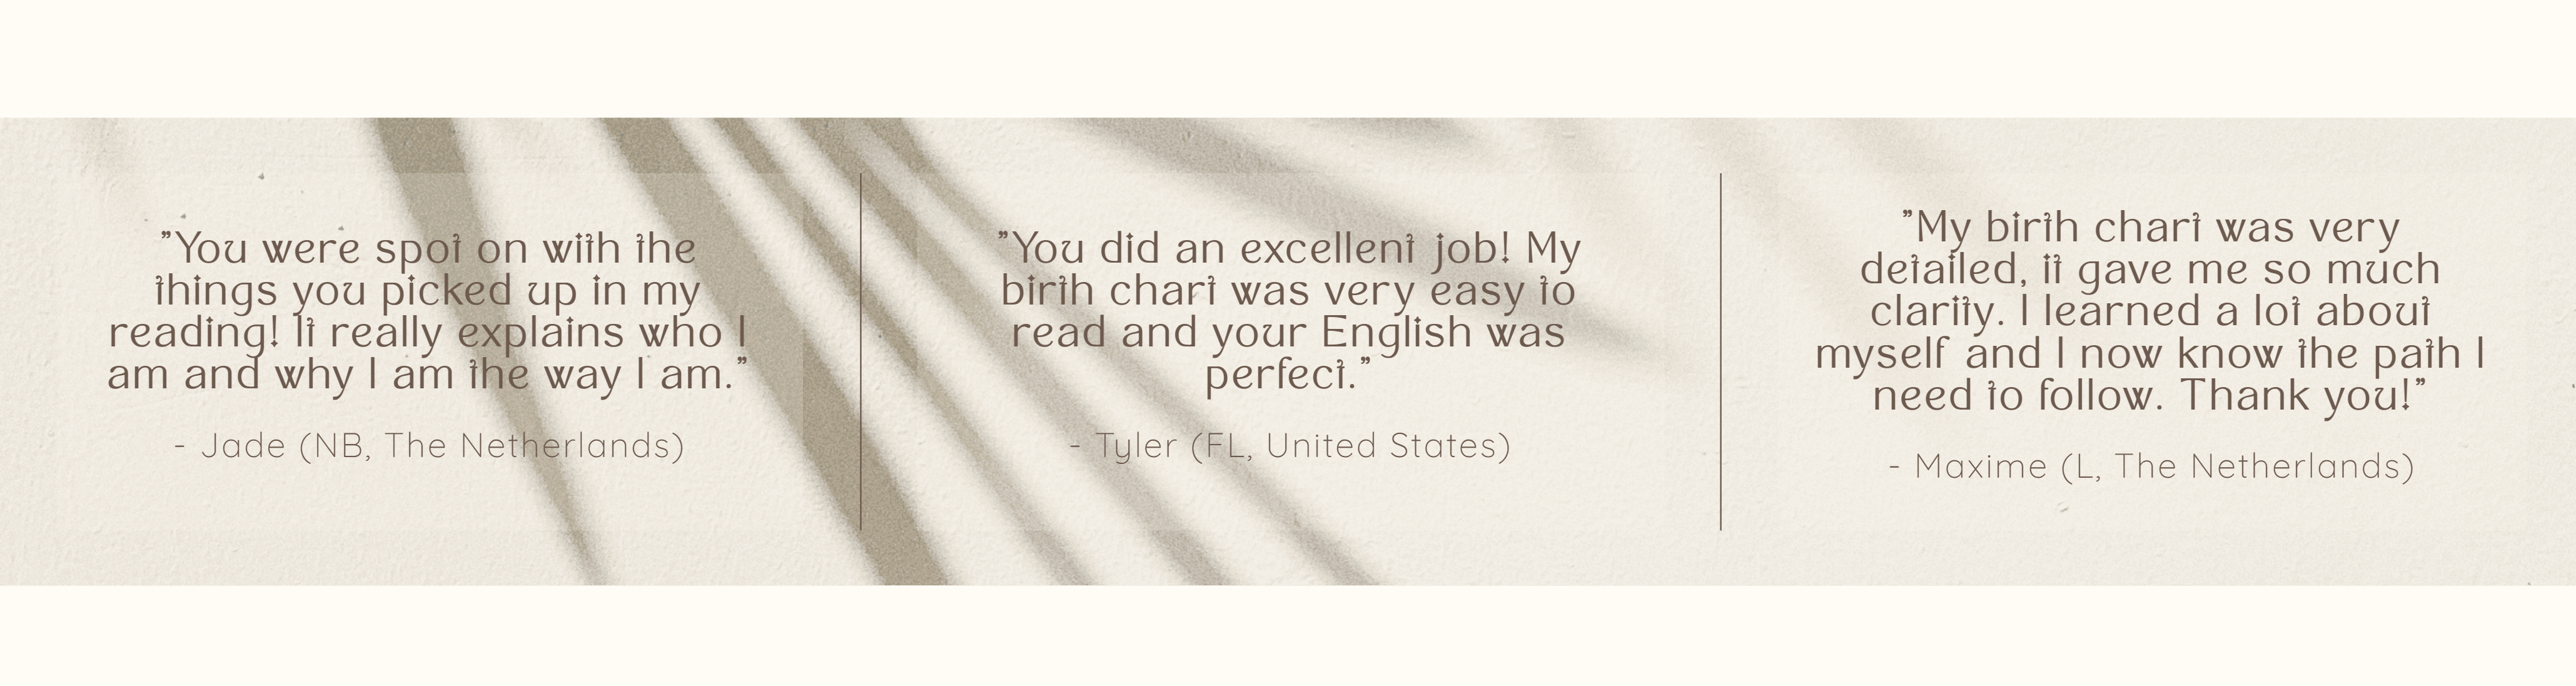 ”You were spot on with the
things you picked up in my
reading! It really explains who I
am and why I am the way I am.”
- Jade (NB, The Netherlands)
”You did an excellent job! My
birth chart was very easy to
read and your English was
perfect.”
- Tyler (FL, United States)
”My birth chart was very
detailed, it gave me so much
clarity. I learned a lot about
myself and I now know the path I
need to follow. Thank you!”
- Maxime (L, The Netherlands)